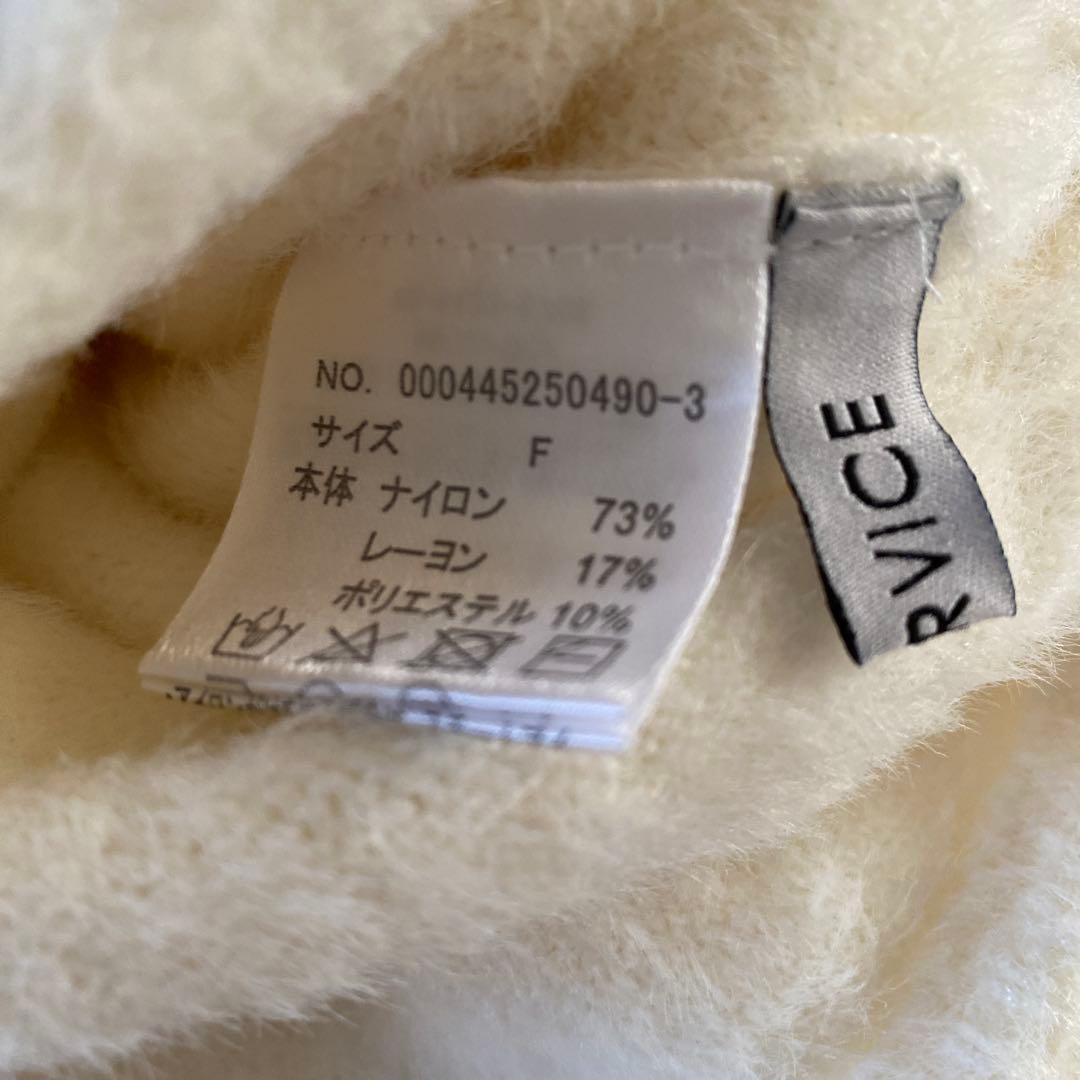 NO. 000445250490-3
サイズ F
本体 ナイロン 73%
レーヨン 17%
ポリエステル 10%
RVICE